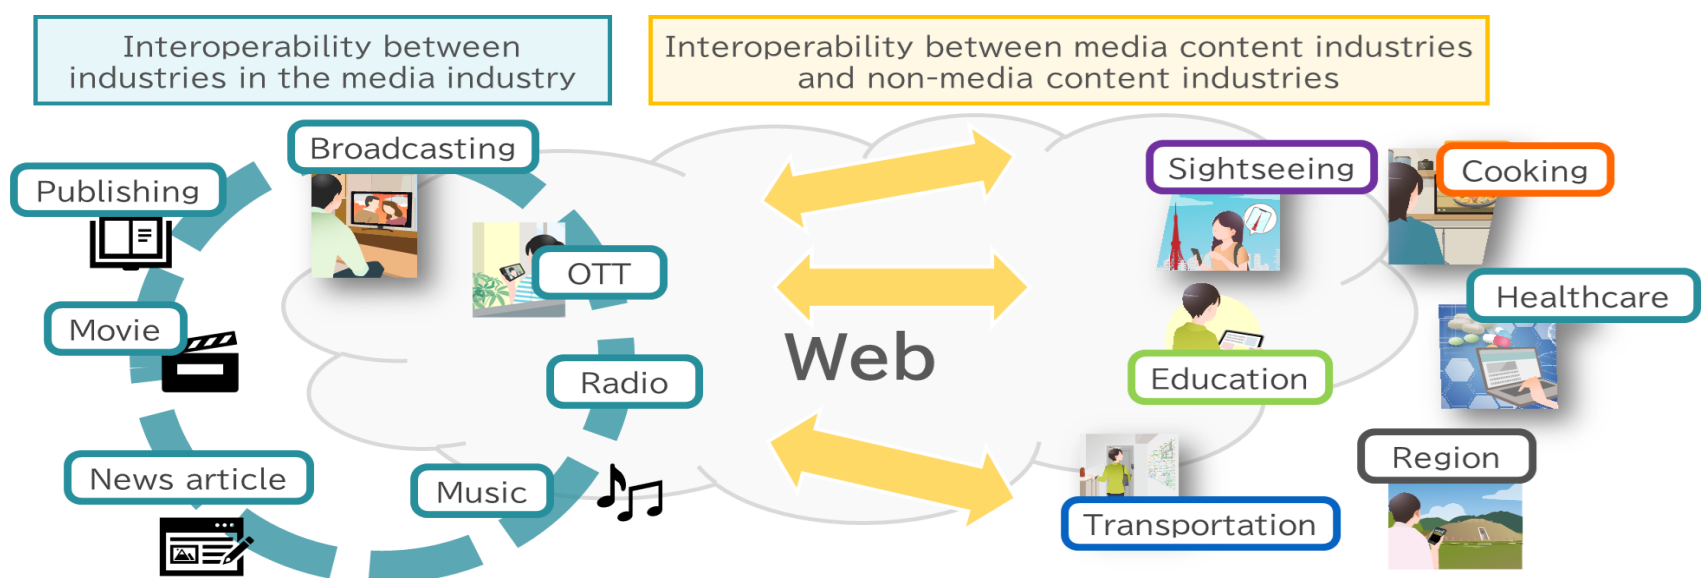 Interoperability between
industries in the media industry
Interoperability between media content industries
and non-media content industries
Broadcasting
Publishing
OTT
Movie
Radio
News article
Music
Web
Sightseeing
Cooking
Healthcare
Education
Region
Transportation